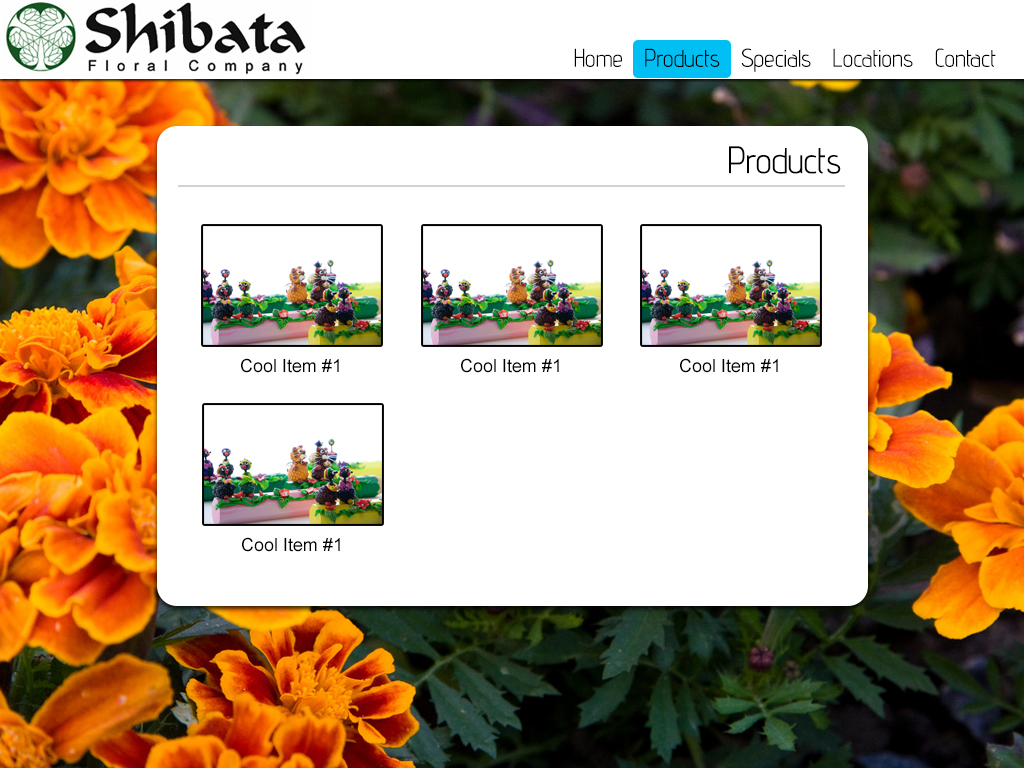 Shibata
Floral Company
Home Products Specials Locations Contact
Products
Cool Item #1 Cool Item #1 Cool Item #1
Cool Item #1